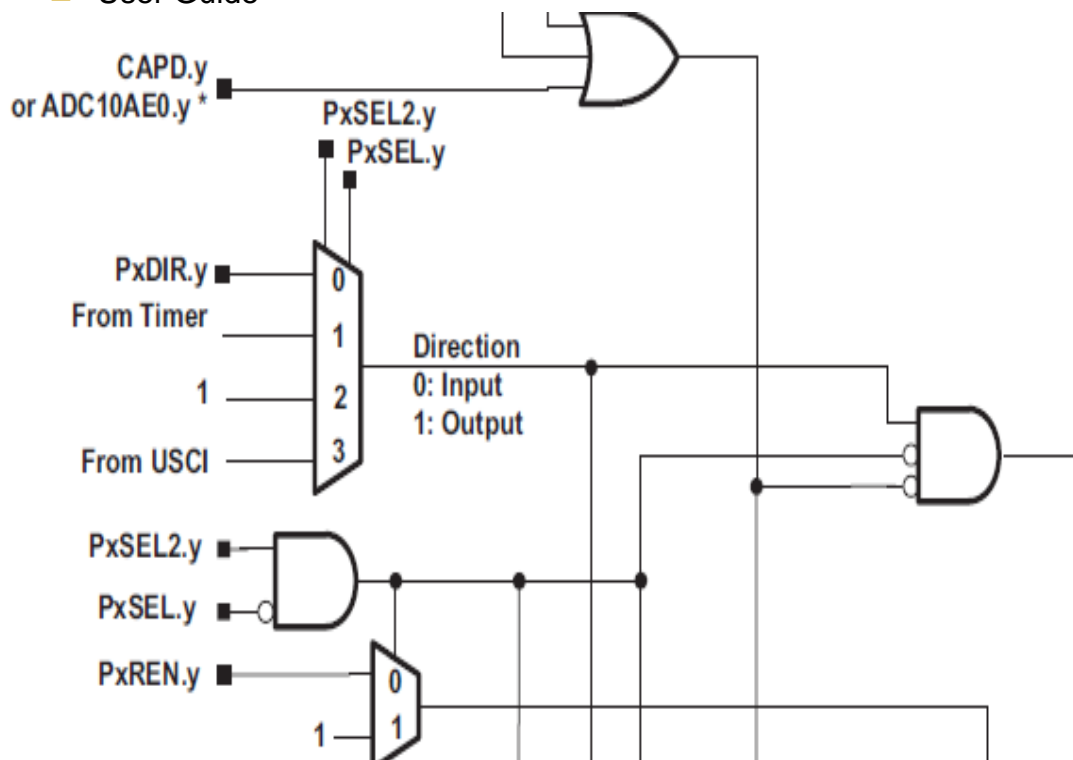 User Guide
CAPD.y
or ADC10AE0.y *
PxSEL2.y
PxSEL.y
PxDIR.y
0
From Timer
1
Direction
0: Input
1: Output
1
2
From USCI
3
PxSEL2.y
PxSEL.y
PxREN.y
0
1
1